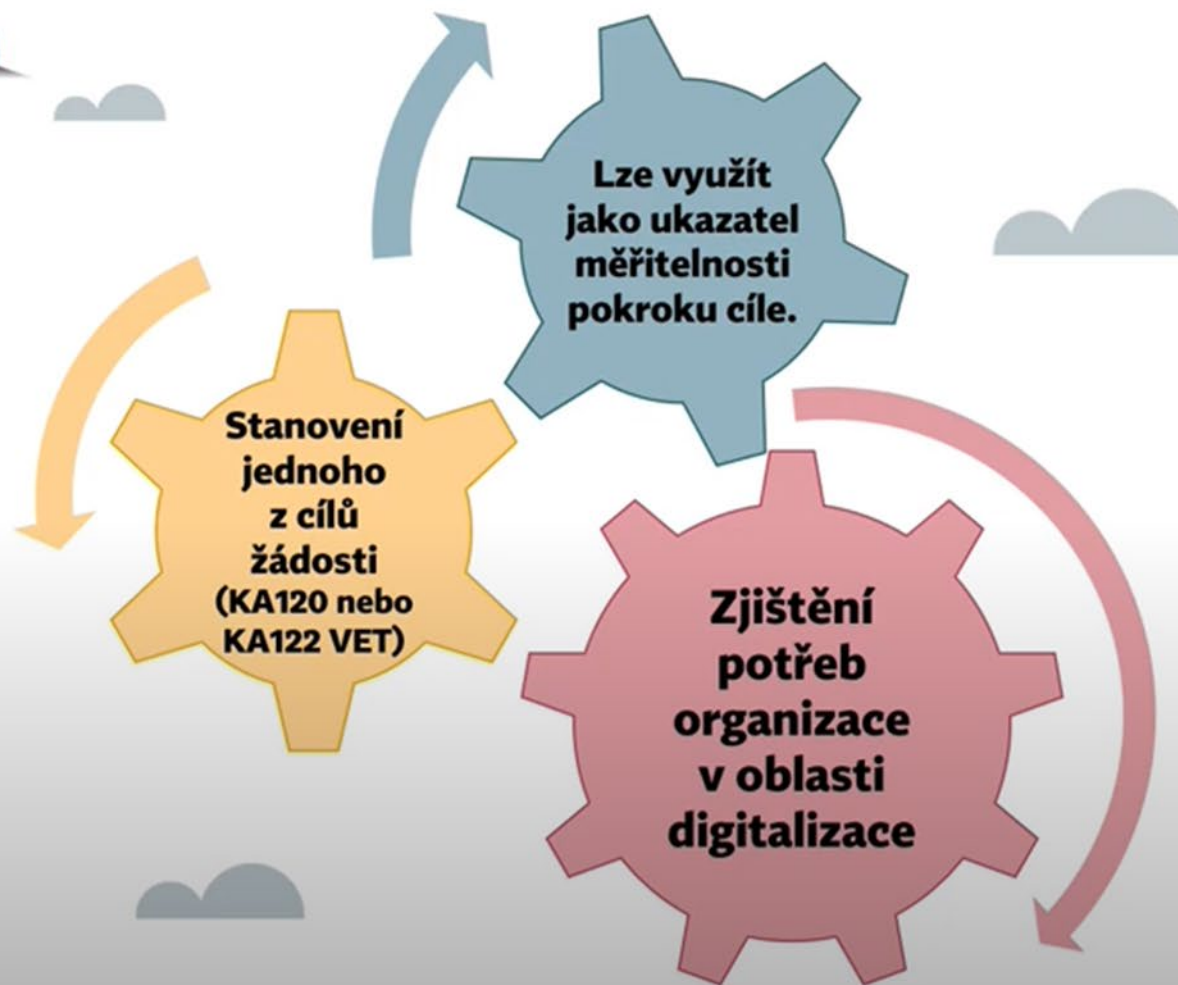 Lze využít
jako ukazatel
měřitelnosti
pokroku cíle.
Stanovení
jednoho
z cílů
žádosti
(KA120 nebo
KA122 VET)
Zjištění
potřeb
organizace
v oblasti
digitalizace